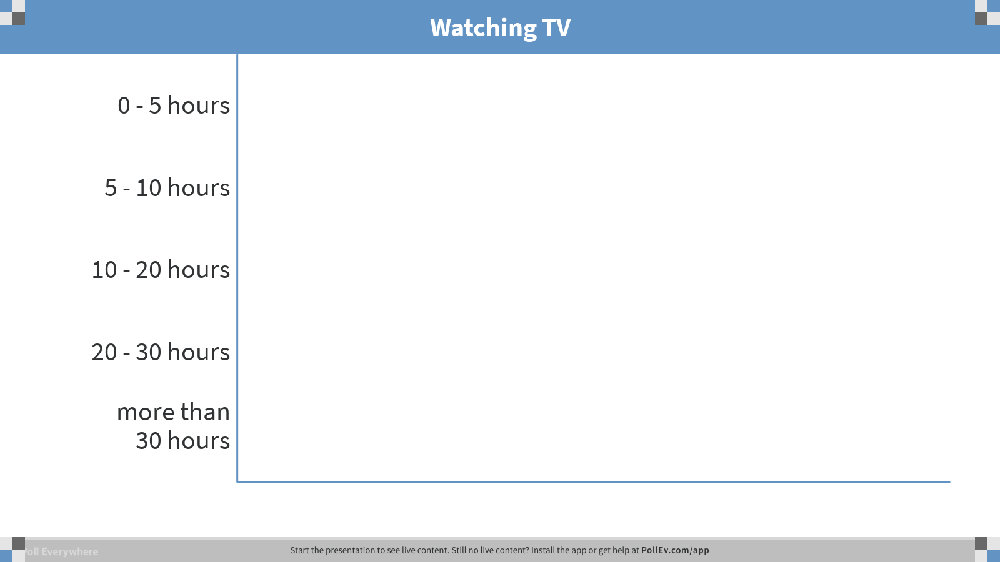 Watching TV
0 - 5 hours
5 - 10 hours
10 - 20 hours
20 - 30 hours
more than
30 hours
Poll Everywhere
Start the presentation to see live content. Still no live content? Install the app or get help at PollEv.com/app